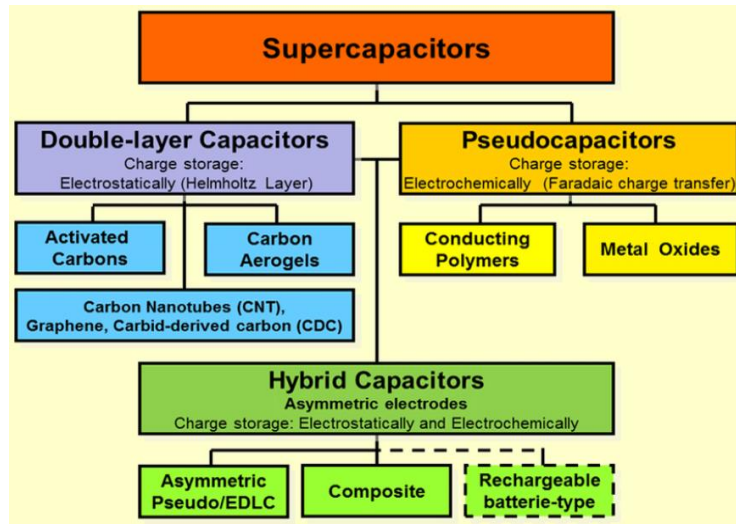 Supercapacitors
Double-layer Capacitors
Charge storage:
Electrostatically (Helmholtz Layer)
Pseudocapacitors
Charge storage:
Electrochemically (Faradaic charge transfer)
Activated
Carbons
Carbon
Aerogels
Conducting
Polymers
Metal Oxides
Carbon Nanotubes (CNT),
Graphene, Carbid-derived carbon (CDC)
Hybrid Capacitors
Asymmetric electrodes
Charge storage: Electrostatically and Electrochemically
Asymmetric
Pseudo/EDLC
Composite
Rechargeable
batterie-type